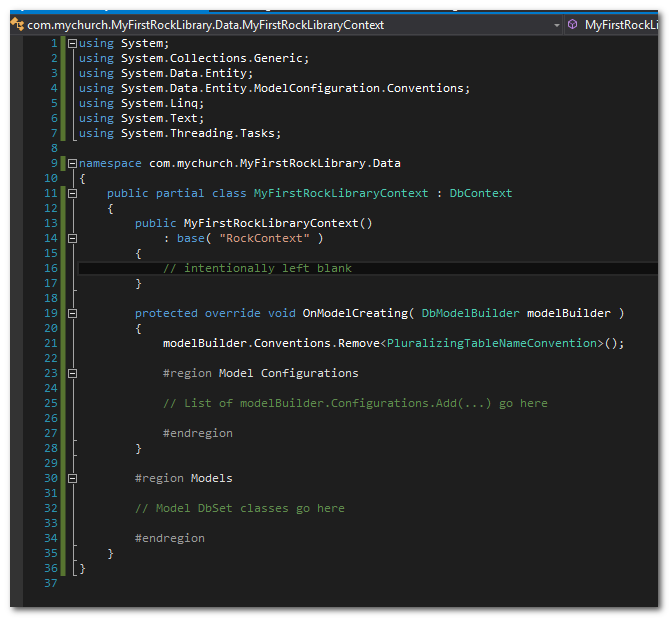 com.mychurch.MyFirstRockLibrary.Data.MyFirstRockLibraryContext MyFirstRockLi
1 using System;
2 using System.Collections.Generic;
3 using System.Data.Entity;
4 using System.Data.Entity.ModelConfiguration.Conventions;
5 using System.Linq;
6 using System.Text;
7 using System.Threading.Tasks;
8
9 namespace com.mychurch.MyFirstRockLibrary.Data
10 {
11     public partial class MyFirstRockLibraryContext : DbContext
12     {
13         public MyFirstRockLibraryContext()
14             : base( "RockContext" )
15         {
16             // intentionally left blank
17         }
18
19         protected override void OnModelCreating( DbModelBuilder modelBuilder )
20         {
21             modelBuilder.Conventions.Remove<PluralizingTableNameConvention>();
22
23             #region Model Configurations
24
25             // List of modelBuilder.Configurations.Add(...) go here
26
27             #endregion
28         }
29
30         #region Models
31
32         // Model DbSet classes go here
33
34         #endregion
35     }
36 }
37